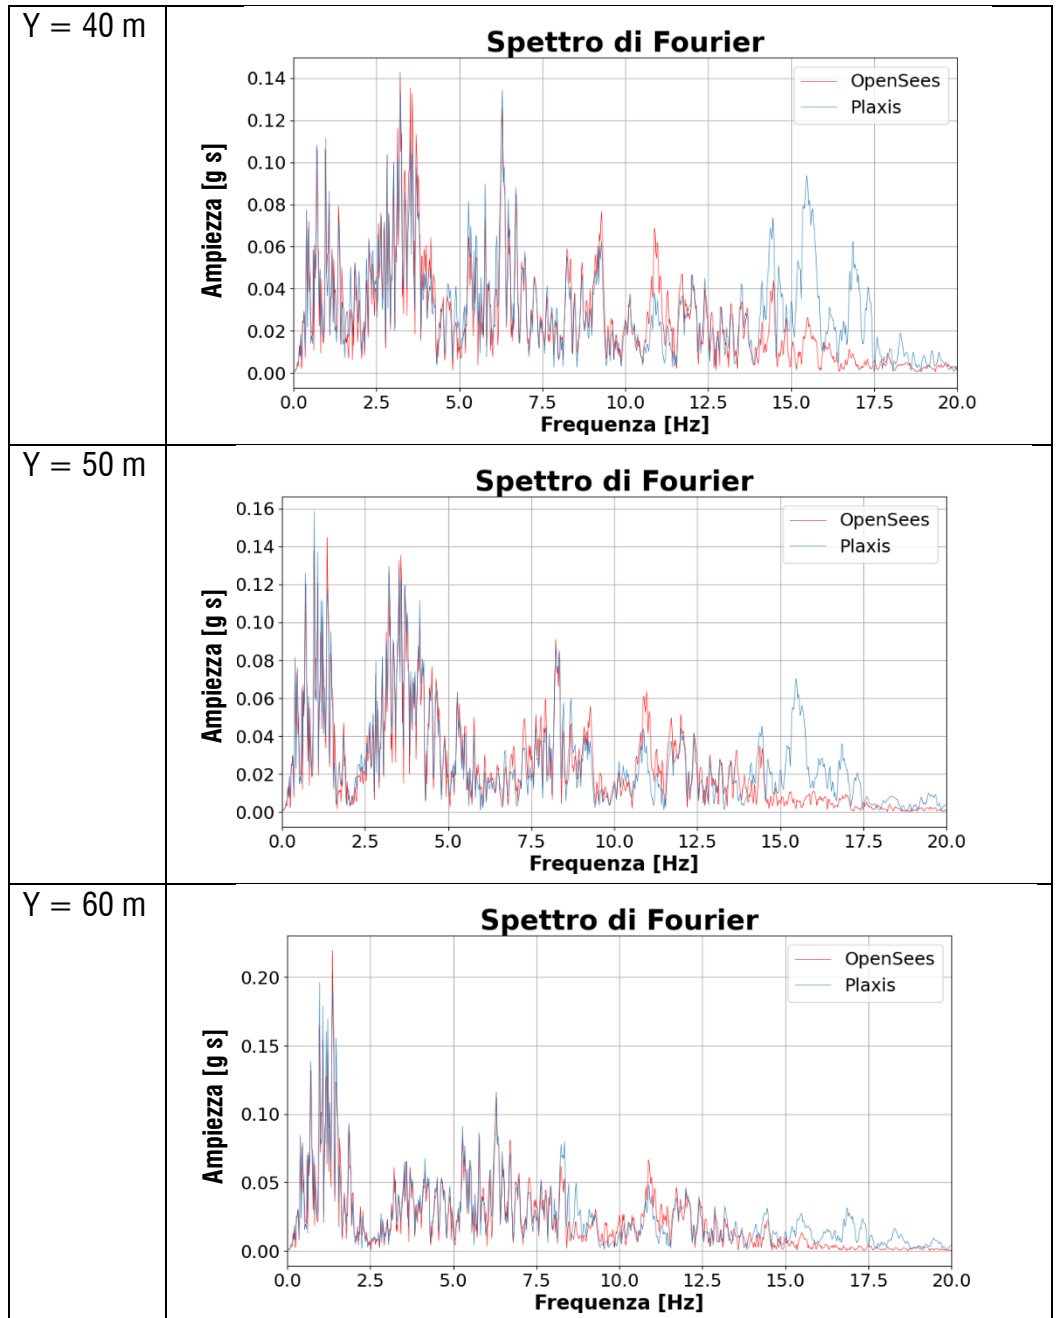 Y = 40 m
Spettro di Fourier
OpenSees
Plaxis
Ampiezza [g s]
0.14
0.12
0.10
0.08
0.06
0.04
0.02
0.00
0.0 2.5 5.0 7.5 10.0 12.5 15.0 17.5 20.0
Frequenza [Hz]
Y = 50 m
Spettro di Fourier
OpenSees
Plaxis
Ampiezza [g s]
0.16
0.14
0.12
0.10
0.08
0.06
0.04
0.02
0.00
0.0 2.5 5.0 7.5 10.0 12.5 15.0 17.5 20.0
Frequenza [Hz]
Y = 60 m
Spettro di Fourier
OpenSees
Plaxis
Ampiezza [g s]
0.20
0.15
0.10
0.05
0.00
0.0 2.5 5.0 7.5 10.0 12.5 15.0 17.5 20.0
Frequenza [Hz]